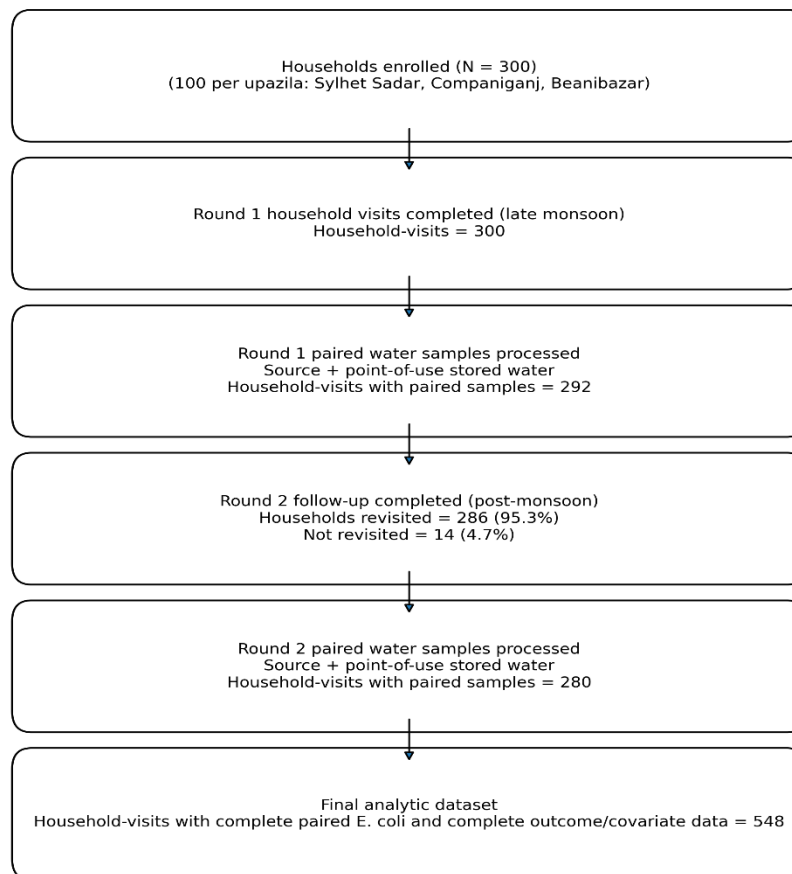 Households enrolled (N = 300)
(100 per upazila: Sylhet Sadar, Companiganj, Beanibazar)
Round 1 household visits completed (late monsoon)
Household-visits = 300
Round 1 paired water samples processed
Source + point-of-use stored water
Household-visits with paired samples = 292
Round 2 follow-up completed (post-monsoon)
Households revisited = 286 (95.3%)
Not revisited = 14 (4.7%)
Round 2 paired water samples processed
Source + point-of-use stored water
Household-visits with paired samples = 280
Final analytic dataset
Household-visits with complete paired E. coli and complete outcome/covariate data = 548